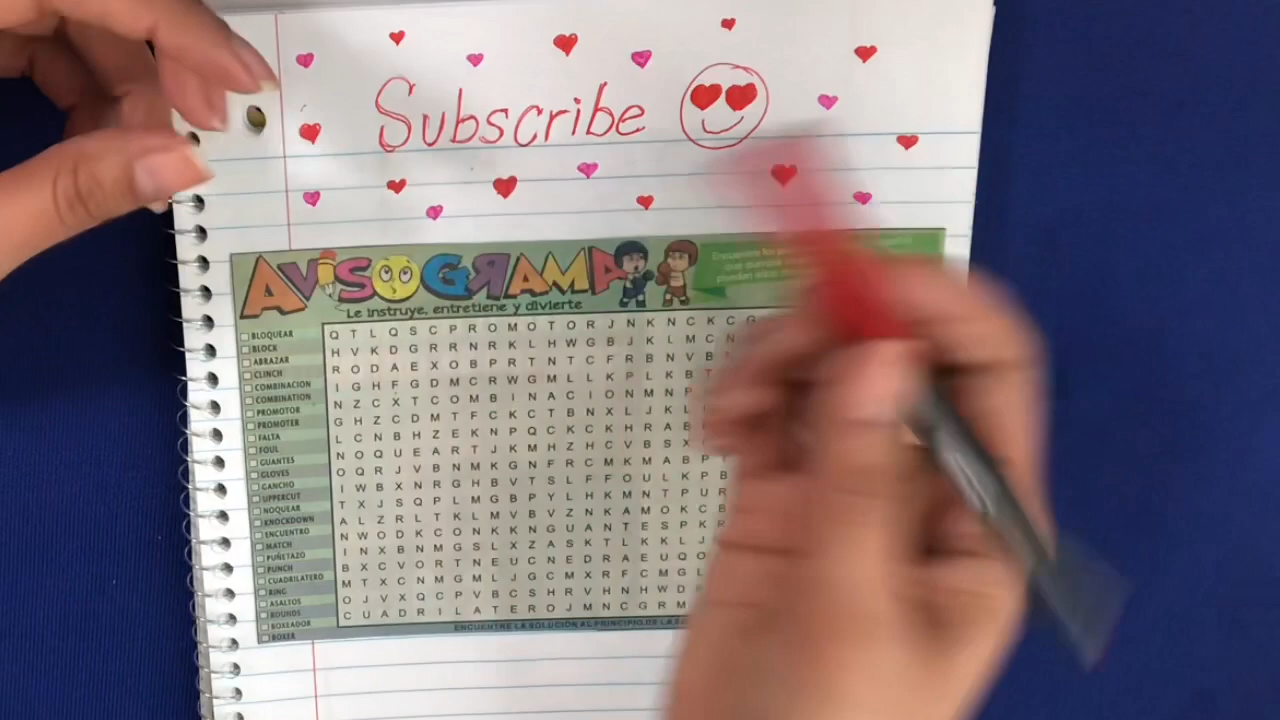 Subscribe
AVISOGRAMA
Le instruye, entretiene y divierte
BLOQUEAR
BLOCK
ABRAZAR
CLINCH
COMBINACION
COMBINATION
PROMOTOR
PROMOTER
FALTA
FOUL
GUANTES
GLOVES
GANCHO
UPPERCUT
NOQUEAR
KNOCKDOWN
ENCUENTRO
MATCH
PUÑETAZO
PUNCH
CUADRILATERO
RING
ASALTOS
ROUNDS
BOXEADOR
BOXER
Q T L Q S C P R O M O T O R J N K N C K C G
H V K D G R R N R K L H W G B J K L M C N
R O D A E X O B P R T N T C F R B N V B
I G H F G D M C R W G M L L K P L K B
N Z C X T C O M B I N A C I O N M N
G H Z C D M T F C K C T B N X L J K L
L C N B H Z E K N P Q C K C K H R A
N O Q U E A R T J K M H Z H C V B S X
O Q R J V B N M K G N F R C M K M A B P
I W B X N R G H B V T S L F F O U L K P B
T X J S Q P L M G B P Y L H K M N T P U R
A L Z R L T K L M V B V Z N K A M O K C B
N W O D K C O N K K N G U A N T E S P K R
I N X B N M G S L X Z A S K T L K K L J
B X C V O R T N E U C N E D R A E U Q O
M T X C N M G M L J G C M X R F C M G L
O J V X Q C P V B C S H R V H N H W D
C U A D R I L A T E R O J M N C G R M
ENCUENTRE LA SOLUCIÓN AL PRINCIPIO DE LA